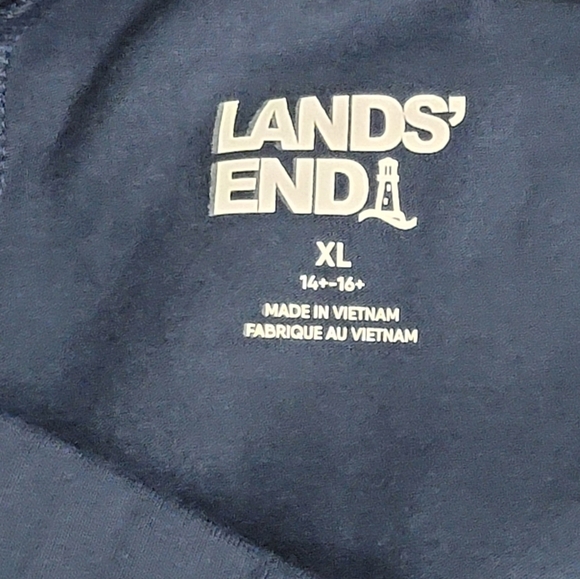 LANDS'
END
XL
14+-16+
MADE IN VIETNAM
FABRIQUE AU VIETNAM